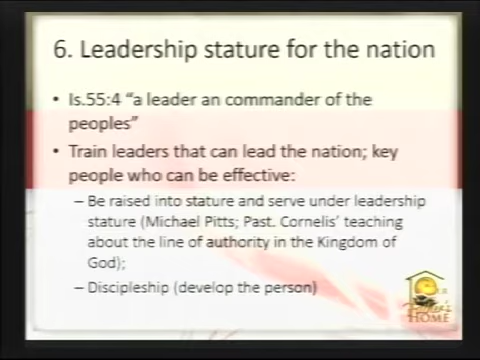 6. Leadership stature for the nation
• Is.55:4 “a leader an commander of the
peoples”
• Train leaders that can lead the nation; key
people who can be effective:
– Be raised into stature and serve under leadership
stature (Michael Pitts; Past. Cornelis’ teaching
about the line of authority in the Kingdom of
God);
– Discipleship (develop the person)
HOME